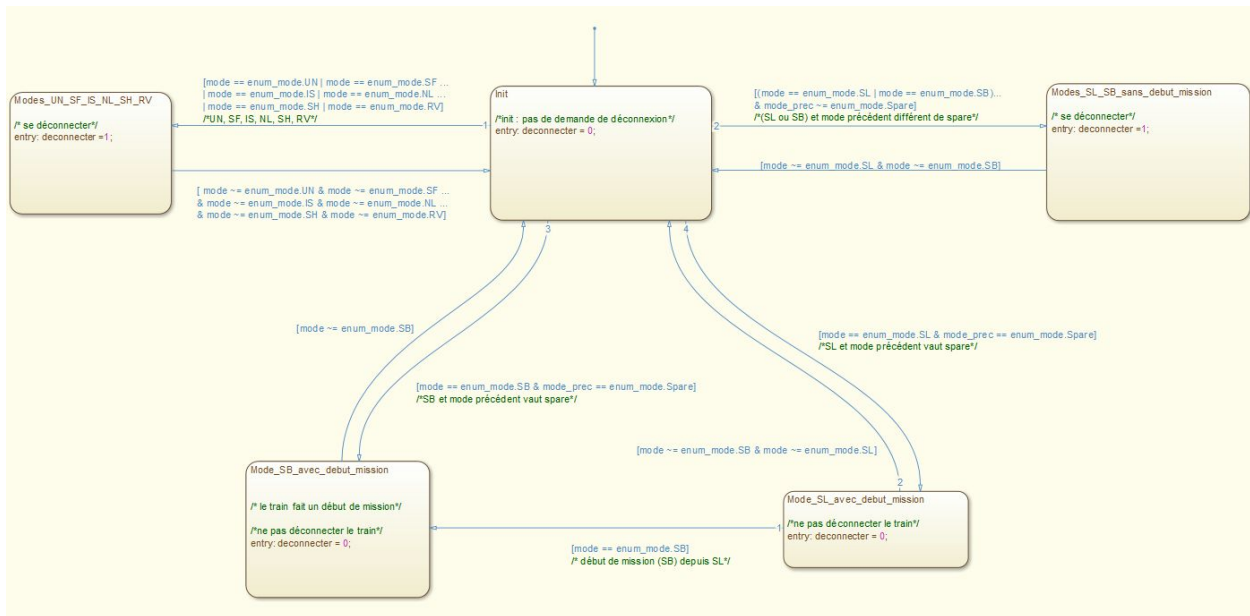 Modes_UN_SF_IS_NL_SH_RV
/* se déconnecter*/
entry: deconnecter =1;
[mode == enum_mode.UN | mode == enum_mode.SF ...
| mode == enum_mode.IS | mode == enum_mode.NL ...
| mode == enum_mode.SH | mode == enum_mode.RV]
/*UN, SF, IS, NL, SH, RV*/
1
[ mode ~= enum_mode.UN & mode ~= enum_mode.SF ...
& mode ~= enum_mode.IS & mode ~= enum_mode.NL ...
& mode ~= enum_mode.SH & mode ~= enum_mode.RV]
Init
/*init : pas de demande de déconnexion*/
entry: deconnecter = 0;
2
[(mode == enum_mode.SL | mode == enum_mode.SB)...
& mode_prec ~= enum_mode.Spare]
/*(SL ou SB) et mode précédent différent de spare*/
[mode ~= enum_mode.SL & mode ~= enum_mode.SB]
Modes_SL_SB_sans_debut_mission
/* se déconnecter*/
entry: deconnecter =1;
3
4
[mode ~= enum_mode.SB]
[mode == enum_mode.SB & mode_prec == enum_mode.Spare]
/*SB et mode précédent vaut spare*/
[mode == enum_mode.SL & mode_prec == enum_mode.Spare]
/*SL et mode précédent vaut spare*/
[mode ~= enum_mode.SB & mode ~= enum_mode.SL]
Mode_SB_avec_debut_mission
/* le train fait un début de mission*/
/*ne pas déconnecter le train*/
entry: deconnecter = 0;
2
1
[mode == enum_mode.SB]
/* début de mission (SB) depuis SL*/
Mode_SL_avec_debut_mission
/*ne pas déconnecter le train*/
entry: deconnecter = 0;